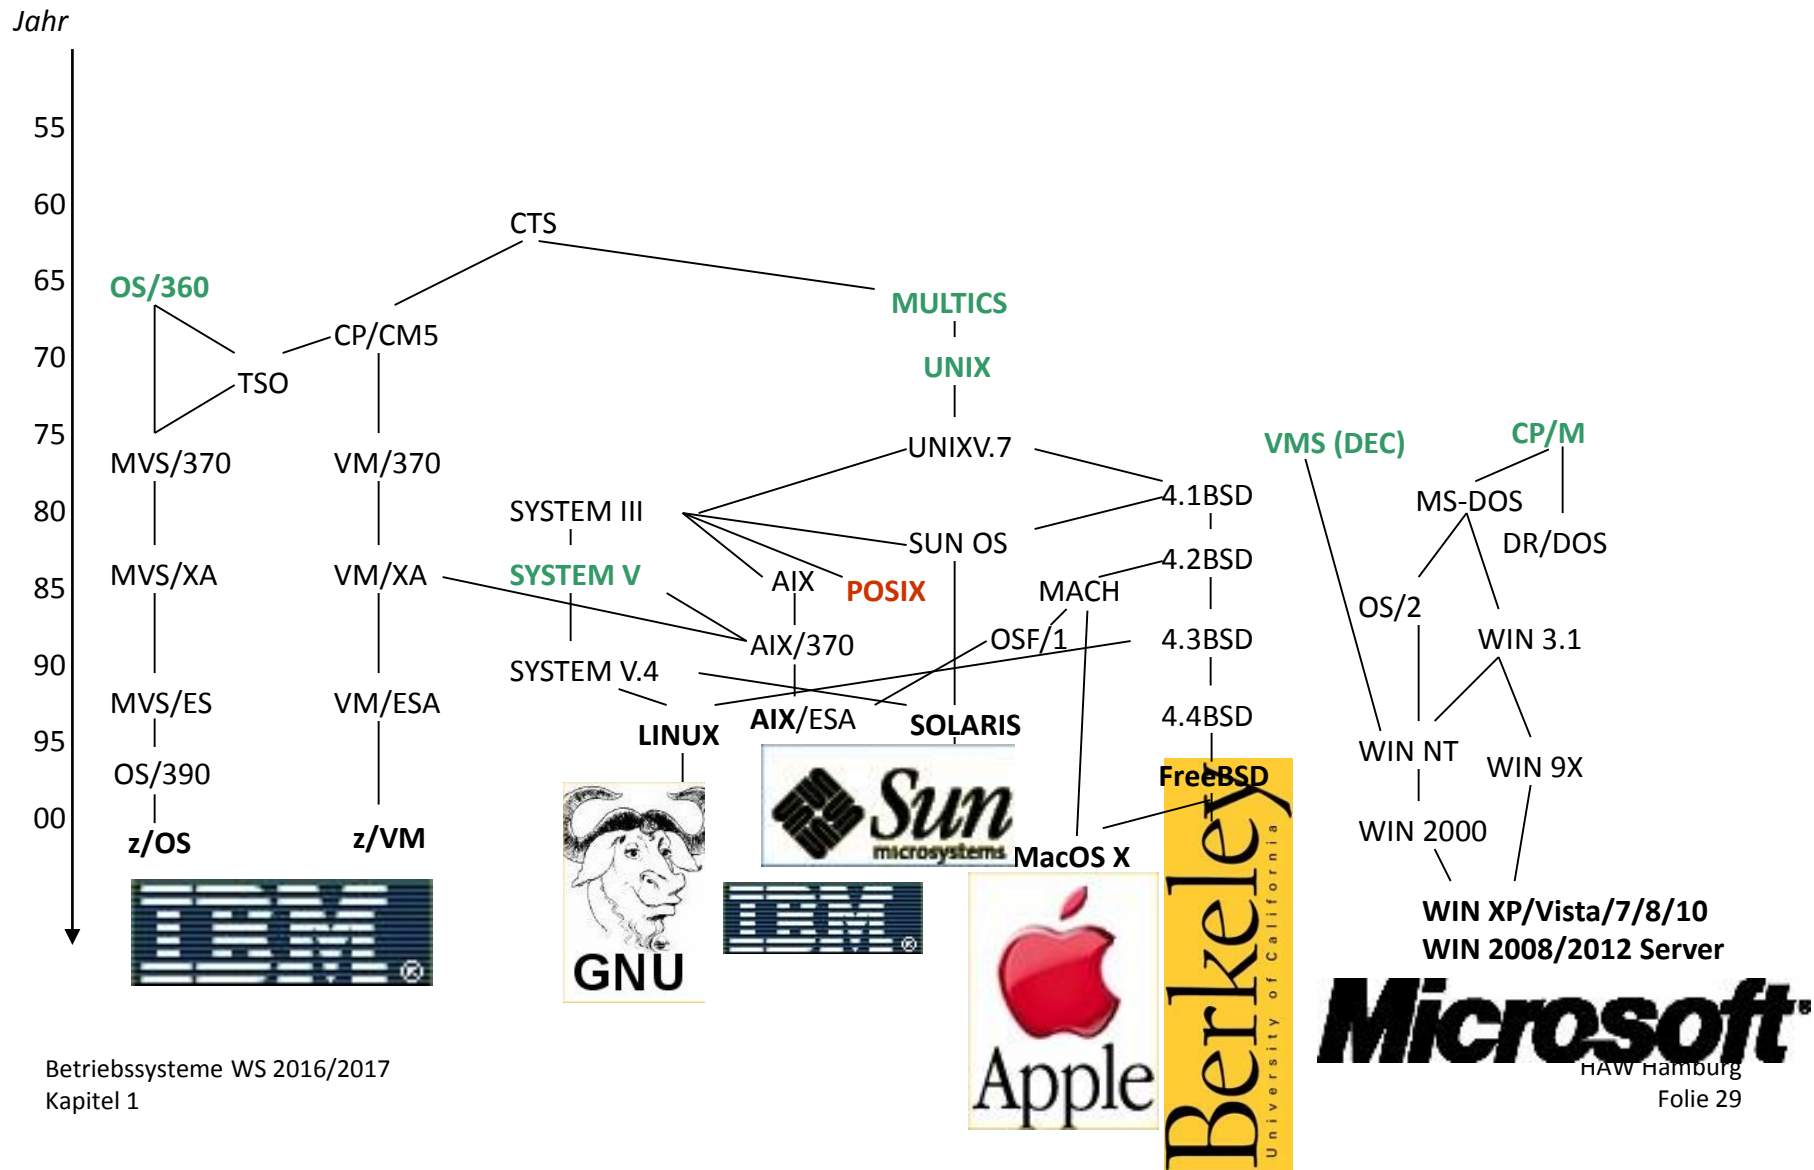 Jahr
55
60
CTS
65
OS/360
MULTICS
CP/CM5
70
UNIX
TSO
75
VMS (DEC)
CP/M
UNIXV.7
MVS/370
VM/370
4.1BSD
MS-DOS
80
SYSTEM III
SUN OS
DR/DOS
4.2BSD
MVS/XA
VM/XA
SYSTEM V
AIX
85
POSIX
MACH
OS/2
AIX/370
OSF/1
4.3BSD
WIN 3.1
90
SYSTEM V.4
MVS/ES
VM/ESA
AIX/ESA
SOLARIS
4.4BSD
95
LINUX
WIN NT
WIN 9X
OS/390
FreeBSD
00
Sun
microsystems
WIN 2000
z/OS
z/VM
MacOS X
IBM®
IBM®
GNU
Apple
Berkeley
University of California
WIN XP/Vista/7/8/10
WIN 2008/2012 Server
Microsoft®
Betriebssysteme WS 2016/2017
Kapitel 1
HAW Hamburg
Folie 29